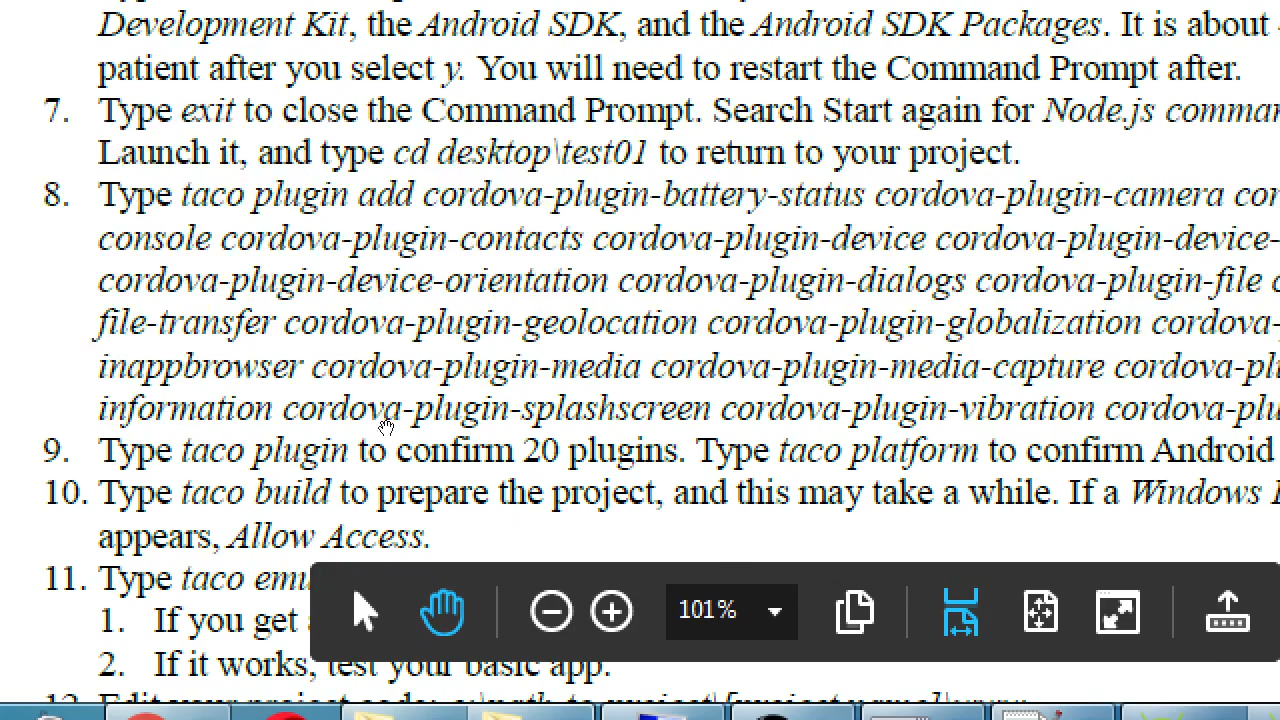 Development Kit, the Android SDK, and the Android SDK Packages. It is about
patient after you select y. You will need to restart the Command Prompt after.
7. Type exit to close the Command Prompt. Search Start again for Node.js comman
Launch it, and type cd desktop\test01 to return to your project.
8. Type taco plugin add cordova-plugin-battery-status cordova-plugin-camera cor
console cordova-plugin-contacts cordova-plugin-device cordova-plugin-device-
cordova-plugin-device-orientation cordova-plugin-dialogs cordova-plugin-file c
file-transfer cordova-plugin-geolocation cordova-plugin-globalization cordova-
inappbrowser cordova-plugin-media cordova-plugin-media-capture cordova-plu
information cordova-plugin-splashscreen cordova-plugin-vibration cordova-plu
9. Type taco plugin to confirm 20 plugins. Type taco platform to confirm Android
10. Type taco build to prepare the project, and this may take a while. If a Windows
appears, Allow Access.
11. Type taco emu
1. If you get
101%
2. If it works, test your basic app.
12. Edit your project code: